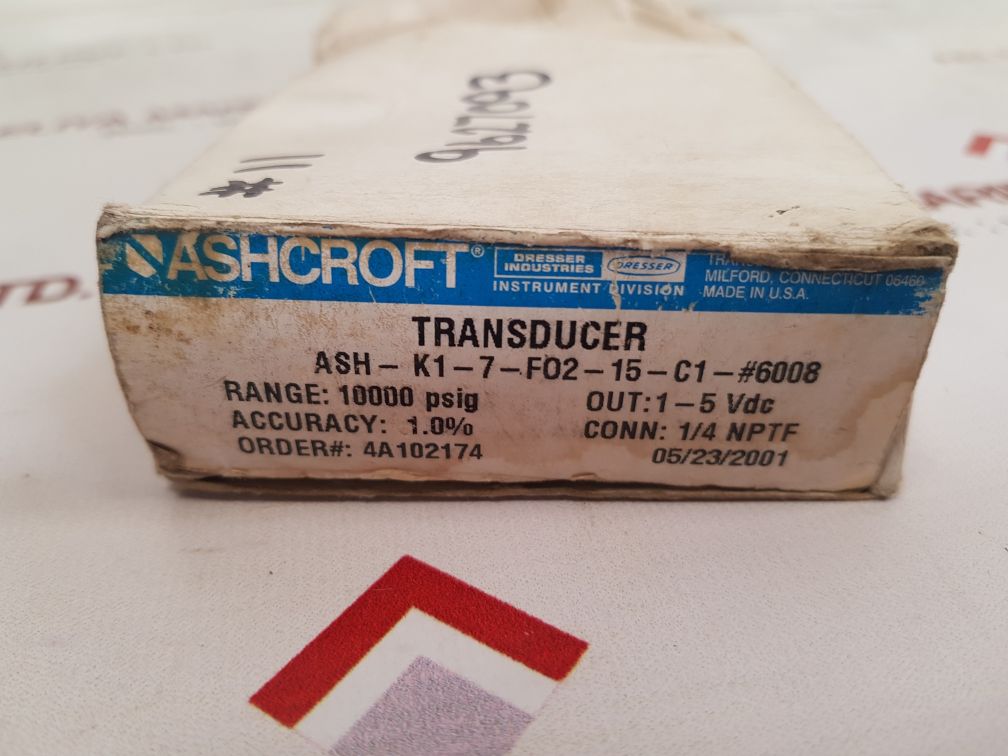 #11
9627093
ASHCROFT®
DRESSER INDUSTRIES
DRESSER
INSTRUMENT DIVISION
MILFORD, CONNECTICUT 06460
MADE IN U.S.A.
TRANSDUCER
ASH-K1-7-FO2-15-C1-#6008
RANGE: 10000 psig
OUT: 1-5 Vdc
ACCURACY: 1.0%
CONN: 1/4 NPTF
ORDER#: 4A102174
05/23/2001
LTD.